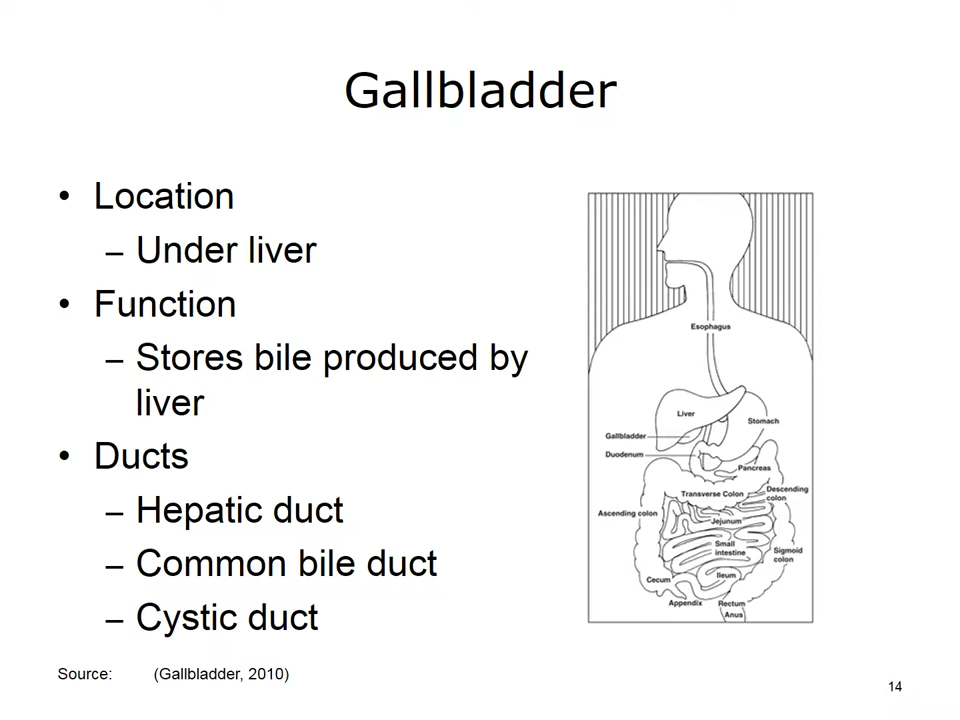 Gallbladder
• Location
– Under liver
• Function
– Stores bile produced by
liver
• Ducts
– Hepatic duct
– Common bile duct
– Cystic duct
Esophagus
Liver
Stomach
Gallbladder
Duodenum
Pancreas
Transverse Colon
Descending
colon
Ascending colon
Jejunum
Small
intestine
Sigmoid
colon
Ileum
Cecum
Appendix
Rectum
Anus
Source: (Gallbladder, 2010)
14